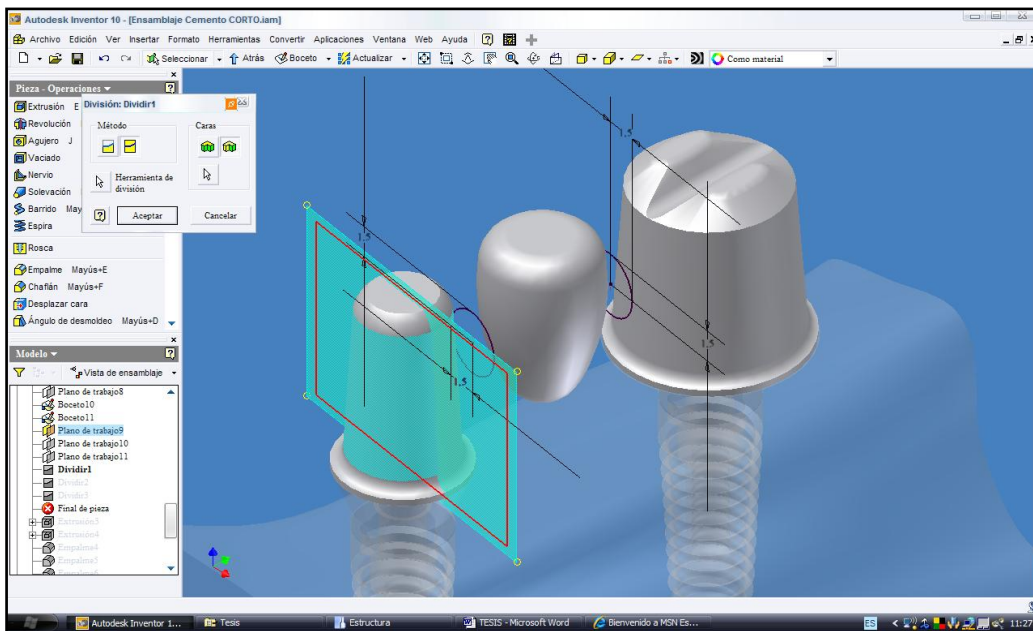 Autodesk Inventor 10 - [Ensamblaje Cemento CORTO.iam]
Archivo Edición Ver Insertar Formato Herramientas Convertir Aplicaciones Ventana Web Ayuda
Seleccionar Atrás Boceto Actualizar Como material
Pieza - Operaciones
Extrusión E
Revolución
Agujero J
Vaciado
Nervio
Solevación
Barrido May
Espira
Rosca
Empalme Mayús+E
Chaflán Mayús+F
Desplazar cara
Ángulo de desmoldeo Mayús+D
División: Dividir1
Método
Caras
Herramienta de
división
Aceptar
Cancelar
Modelo
Vista de ensamblaje
Plano de trabajo8
Boceto10
Boceto11
Plano de trabajo9
Plano de trabajo10
Plano de trabajo11
Dividir1
Dividir2
Dividir3
Final de pieza
Extrusión3
Extrusión4
Empalme4
Empalme5
Empalme6
1,5
1,5
1,5
1,5
Autodesk Inventor 1... Tesis Estructura TESIS - Microsoft Word Bienvenido a MSN Es... ES